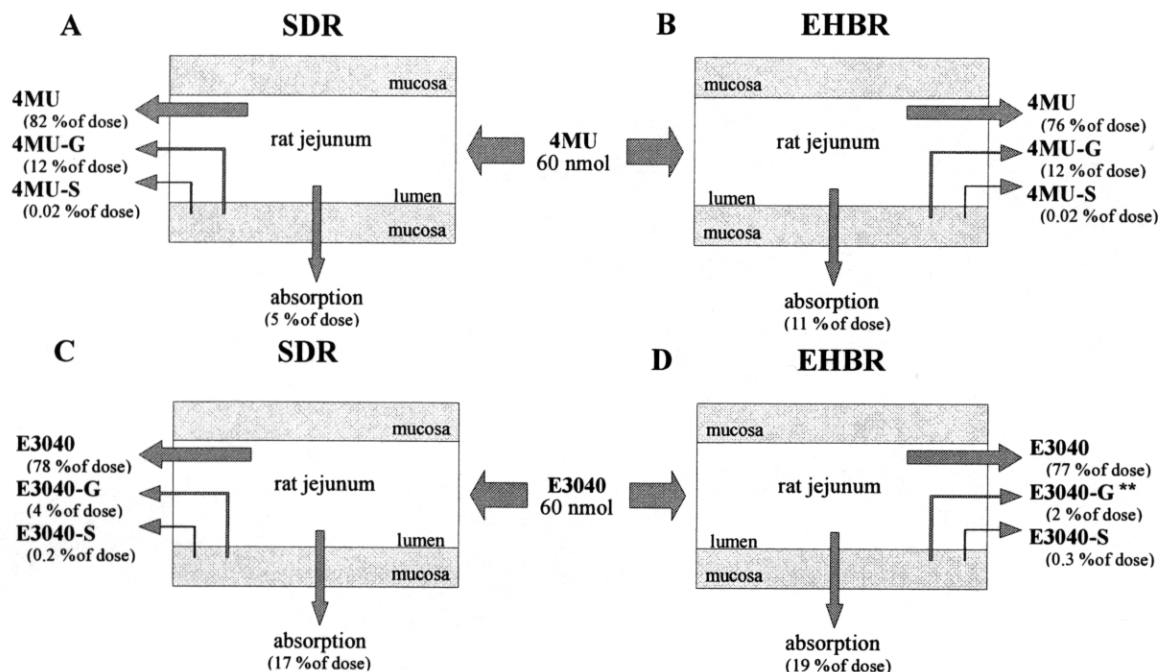 A
SDR
B
EHBR
mucosa
mucosa
4MU
(82 %of dose)
4MU-G
(12 %of dose)
4MU-S
(0.02 %of dose)
rat jejunum
lumen
mucosa
absorption
(5 %of dose)
4MU
60 nmol
rat jejunum
lumen
mucosa
4MU
(76 %of dose)
4MU-G
(12 %of dose)
4MU-S
(0.02 %of dose)
absorption
(11 %of dose)
C
SDR
D
EHBR
mucosa
mucosa
E3040
(78 %of dose)
E3040-G
(4 %of dose)
E3040-S
(0.2 %of dose)
rat jejunum
lumen
mucosa
absorption
(17 %of dose)
E3040
60 nmol
rat jejunum
lumen
mucosa
E3040
(77 %of dose)
E3040-G **
(2 %of dose)
E3040-S
(0.3 %of dose)
absorption
(19 %of dose)